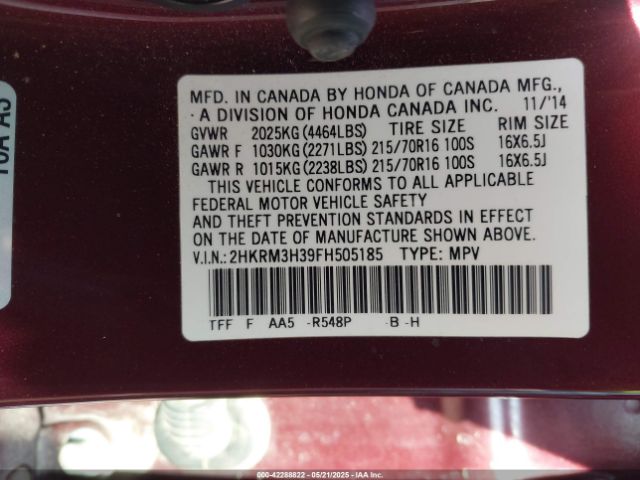 MFD. IN CANADA BY HONDA OF CANADA MFG.,
A DIVISION OF HONDA CANADA INC. 11/'14
GVWR 2025KG (4464LBS) TIRE SIZE RIM SIZE
GAWR F 1030KG (2271LBS) 215/70R16 100S 16X6.5J
GAWR R 1015KG (2238LBS) 215/70R16 100S 16X6.5J
THIS VEHICLE CONFORMS TO ALL APPLICABLE
FEDERAL MOTOR VEHICLE SAFETY
AND THEFT PREVENTION STANDARDS IN EFFECT
ON THE DATE OF MANUFACTURE SHOWN ABOVE.
V.I.N.: 2HKRM3H39FH505185 TYPE: MPV
TFF F AA5 -R548P -B -H
000-42288822 - 05/21/2025 - IAA Inc.